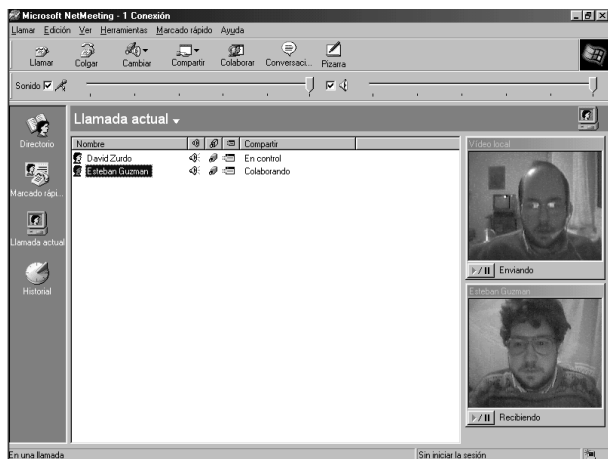 Microsoft NetMeeting - 1 Conexión
Llamar Edición Ver Herramientas Marcado rápido Ayuda
Llamar Colgar Cambiar Compartir Colaborar Conversaci... Pizarra
Sonido
Directorio
Marcado rápi...
Llamada actual
Historial
Llamada actual
Nombre Compartir
David Zurdo En control
Esteban Guzman Colaborando
Vídeo local
Enviando
Esteban Guzman
Recibiendo
En una llamada Sin iniciar la sesión